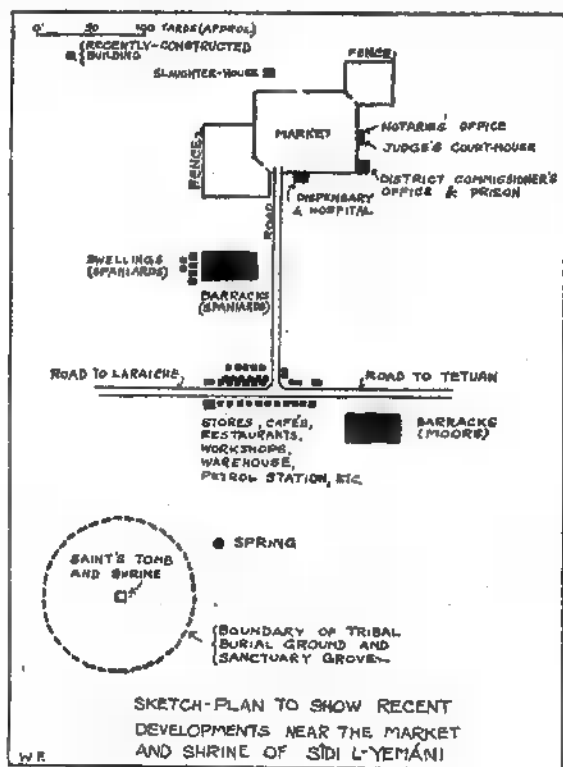 0 50 100 YARDS (APPROX.)
(RECENTLY-CONSTRUCTED
BUILDING
SLAUGHTER-HOUSE
FENCE
MARKET
NOTARIES' OFFICE
JUDGE'S COURT-HOUSE
DISTRICT COMMISSIONER'S
OFFICE & PRISON
FENCE
DISPENSARY
& HOSPITAL
ROAD
DWELLINGS
(SPANIARDS)
BARRACKS
(SPANIARDS)
ROAD TO LARAICHE
ROAD TO TETUAN
STORES, CAFÉS,
RESTAURANTS,
WORKSHOPS,
WAREHOUSE,
PETROL STATION, ETC.
BARRACKS
(MOORS)
SPRING
SAINT'S TOMB
AND SHRINE
(BOUNDARY OF TRIBAL
BURIAL GROUND AND
SANCTUARY GROVE
SKETCH-PLAN TO SHOW RECENT
DEVELOPMENTS NEAR THE MARKET
AND SHRINE OF SÍDI L-YEMÁNI
W.F.